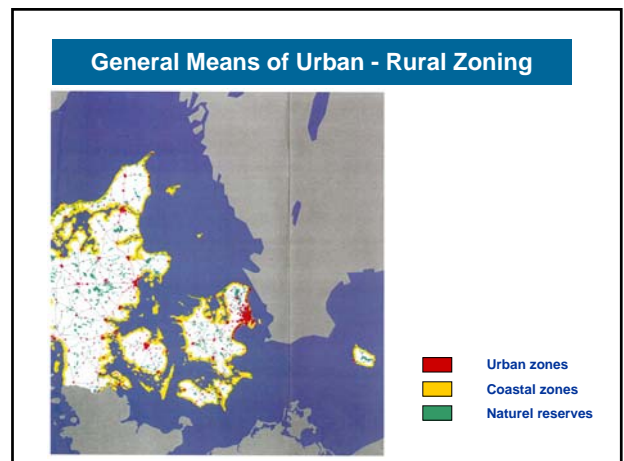 General Means of Urban - Rural Zoning
Urban zones
Coastal zones
Naturel reserves